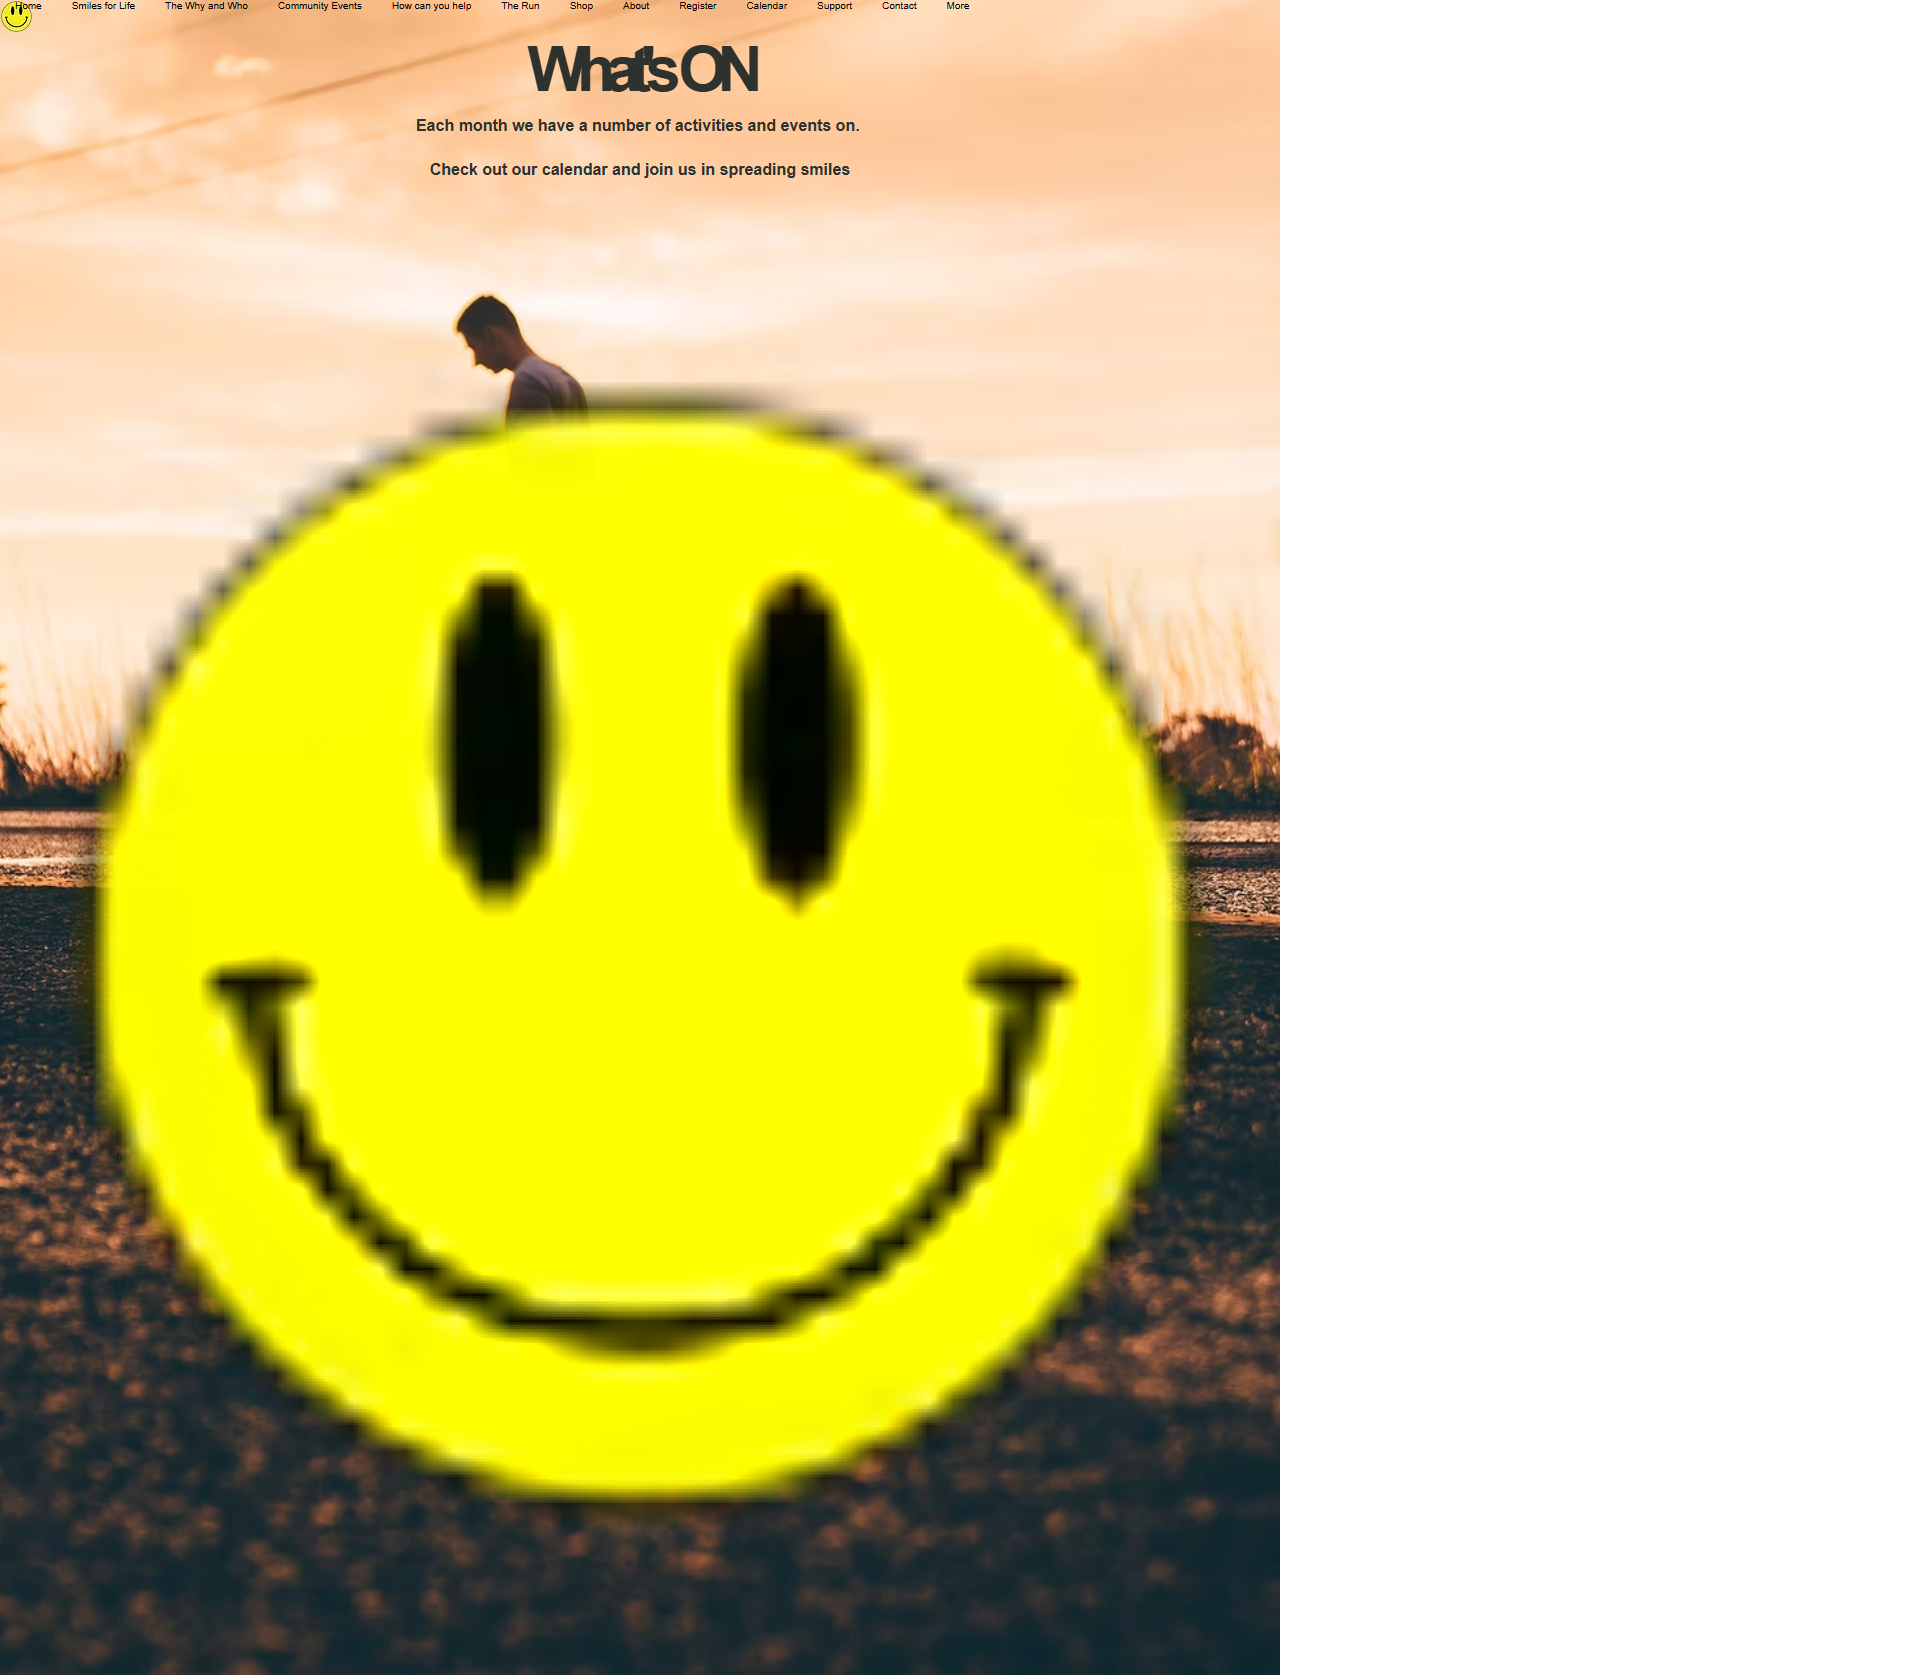 Home Smiles for Life The Why and Who Community Events How can you help The Run Shop About Register Calendar Support Contact More
What's ON
Each month we have a number of activities and events on.
Check out our calendar and join us in spreading smiles